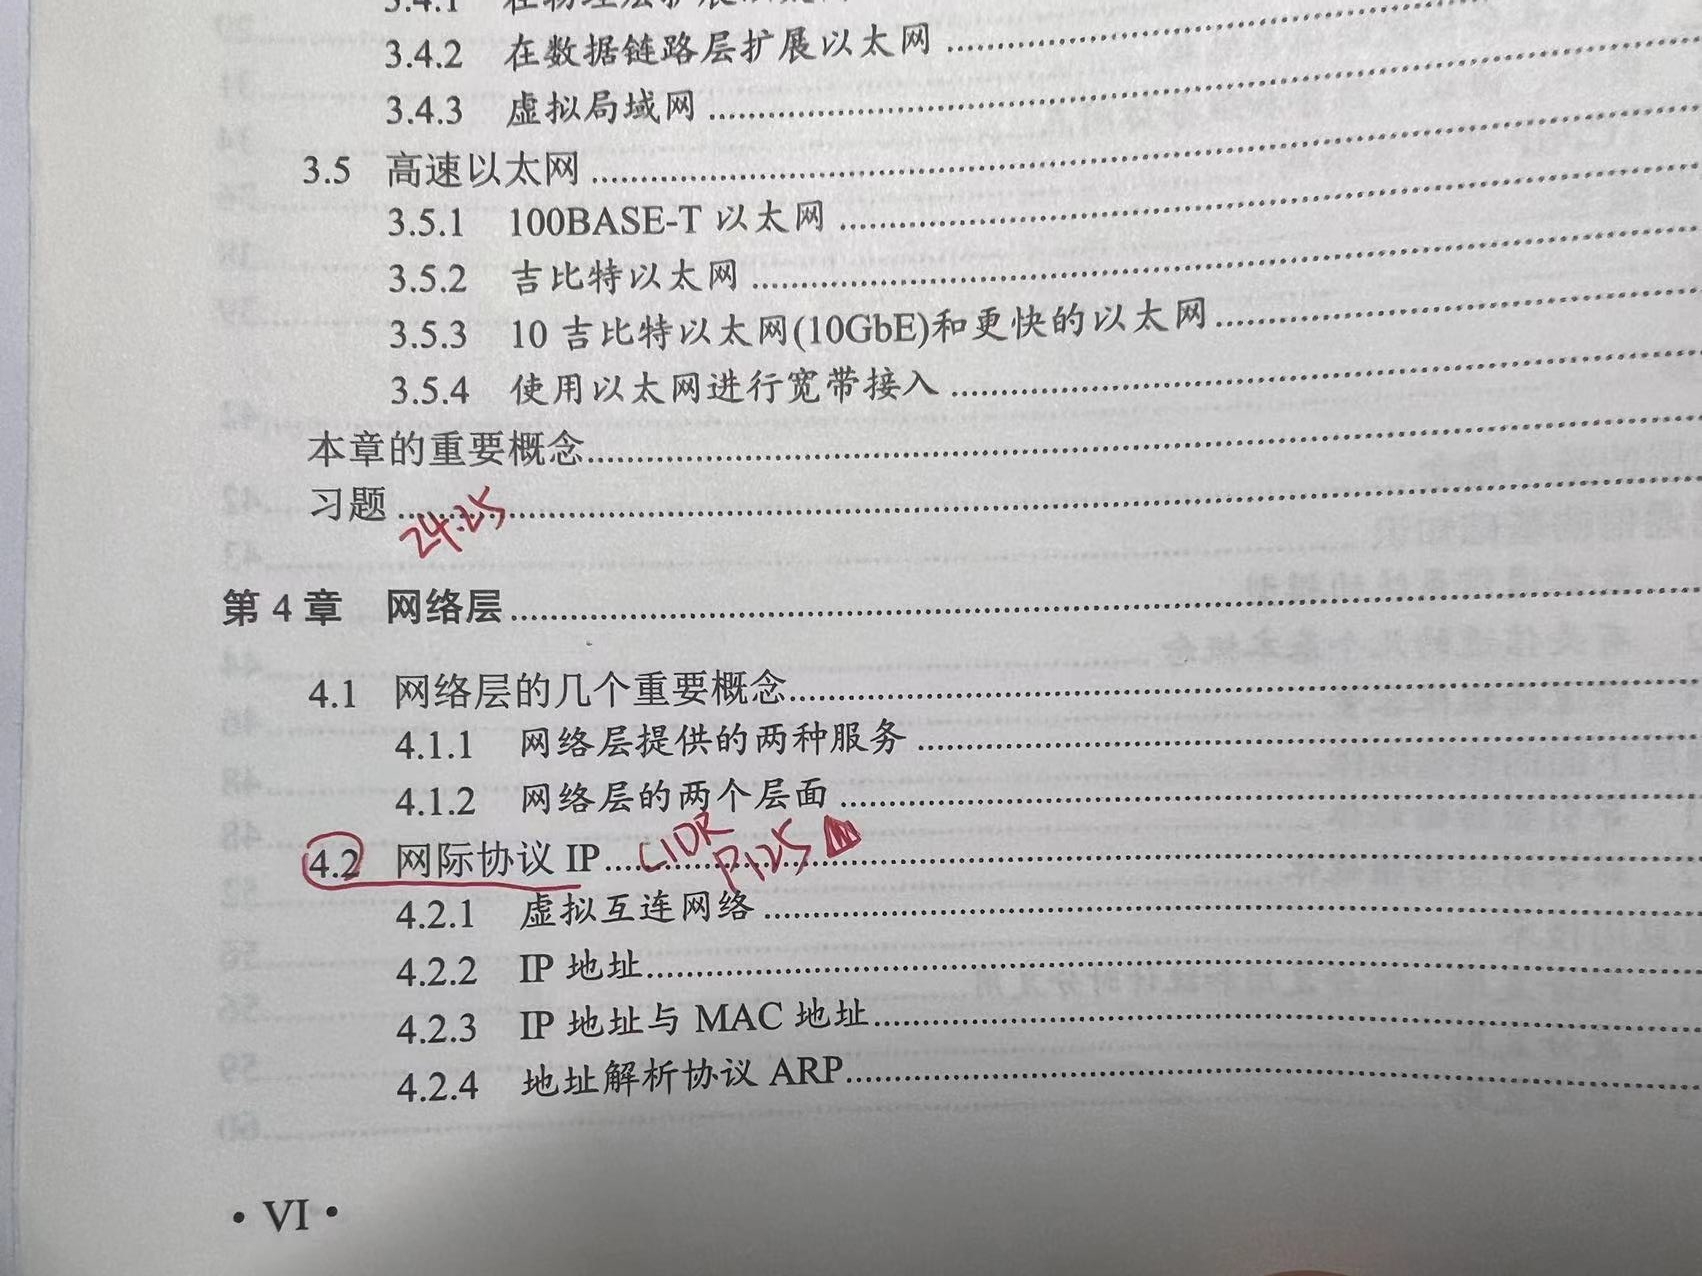 3.4.1 在物理层扩展以太网
3.4.2 在数据链路层扩展以太网
3.4.3 虚拟局域网
3.5 高速以太网
3.5.1 100BASE-T 以太网
3.5.2 吉比特以太网
3.5.3 10 吉比特以太网(10GbE)和更快的以太网
3.5.4 使用以太网进行宽带接入
本章的重要概念
习题 24.25
第 4 章 网络层
4.1 网络层的几个重要概念
4.1.1 网络层提供的两种服务
4.1.2 网络层的两个层面
4.2 网际协议 IP CIDR P125
4.2.1 虚拟互连网络
4.2.2 IP 地址
4.2.3 IP 地址与 MAC 地址
4.2.4 地址解析协议 ARP
• VI •